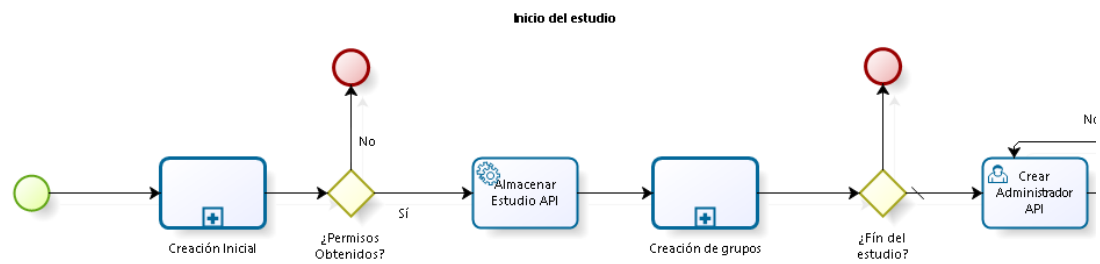 Inicio del estudio
No
Sí
Creación Inicial
¿Permisos
Obtenidos?
Almacenar
Estudio API
Creación de grupos
¿Fín del
estudio?
Crear
Administrador
API
No